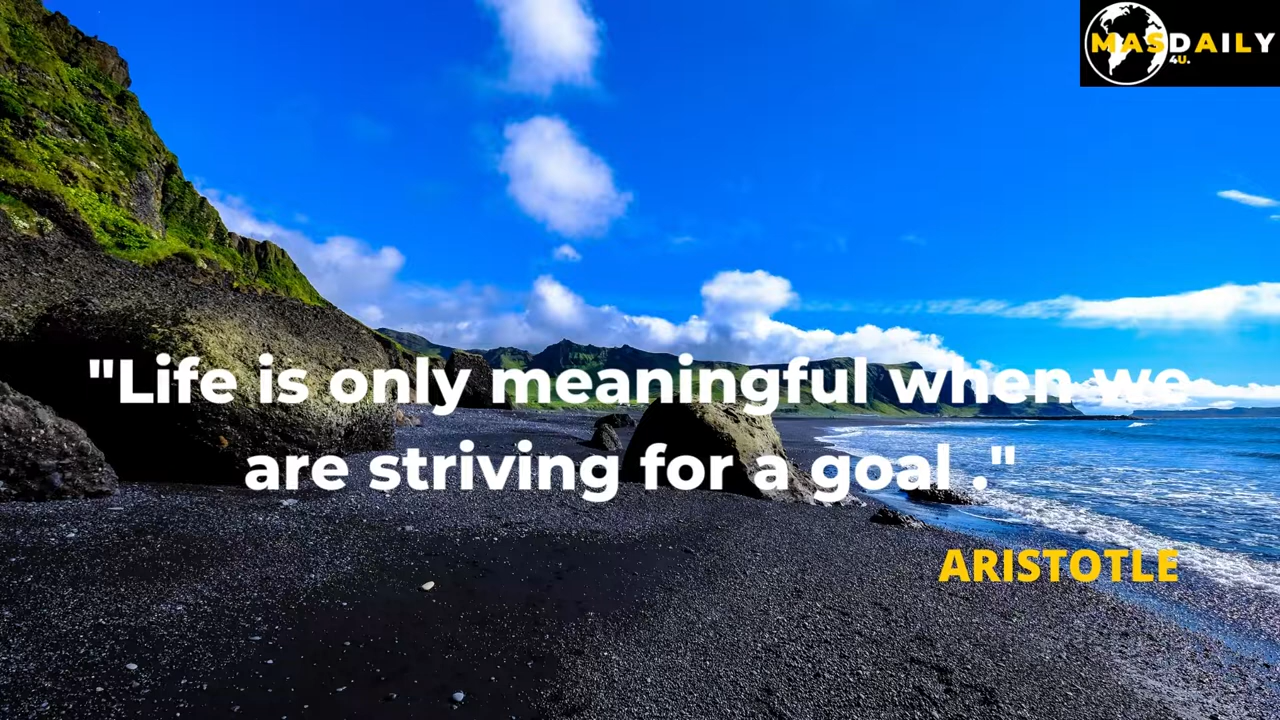 MASDAILY
4U.
"Life is only meaningful when we
are striving for a goal ."
ARISTOTLE